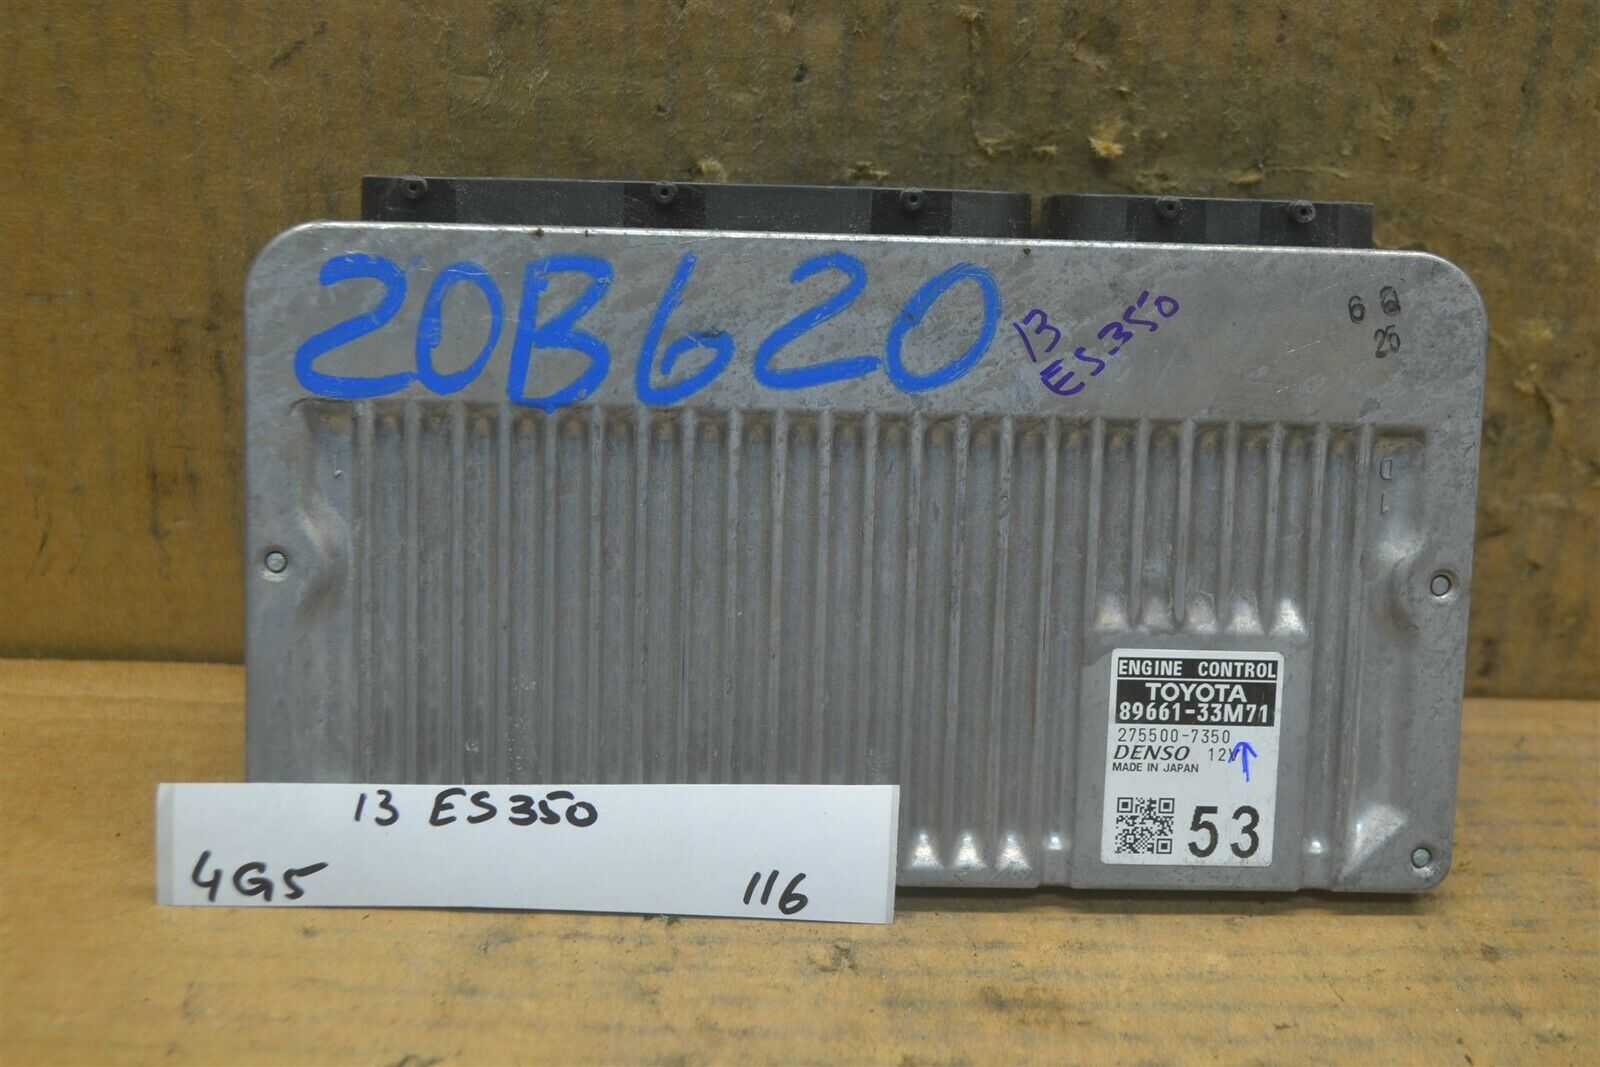 20B620
13
ES350
6 Q
25
ENGINE CONTROL
TOYOTA
89661-33M71
275500-7350
DENSO 12V
MADE IN JAPAN
53
13 ES350
4G5 116